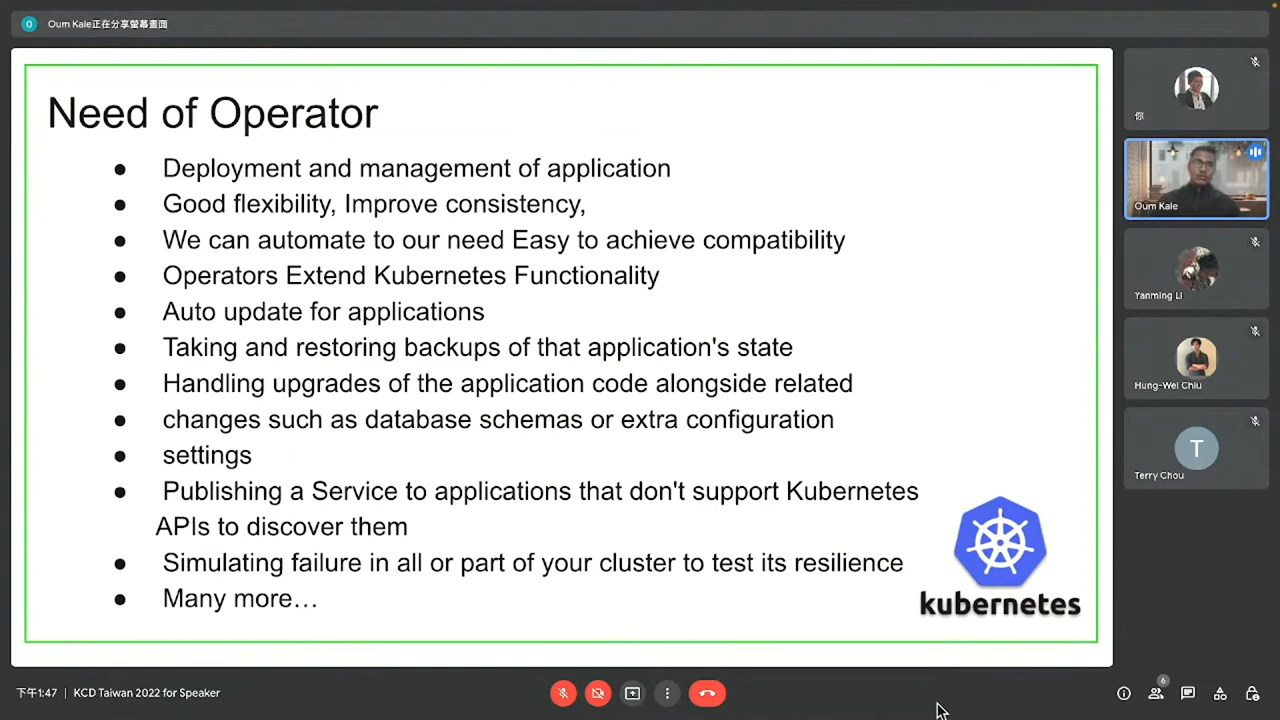 O Oum Kale正在分享螢幕畫面
Need of Operator
● Deployment and management of application
● Good flexibility, Improve consistency,
● We can automate to our need Easy to achieve compatibility
● Operators Extend Kubernetes Functionality
● Auto update for applications
● Taking and restoring backups of that application's state
● Handling upgrades of the application code alongside related
● changes such as database schemas or extra configuration
● settings
● Publishing a Service to applications that don't support Kubernetes
APIs to discover them
● Simulating failure in all or part of your cluster to test its resilience
● Many more…
kubernetes
你
Oum Kale
Yanming Li
Hung-Wei Chiu
T
Terry Chou
下午1:47 | KCD Taiwan 2022 for Speaker
6